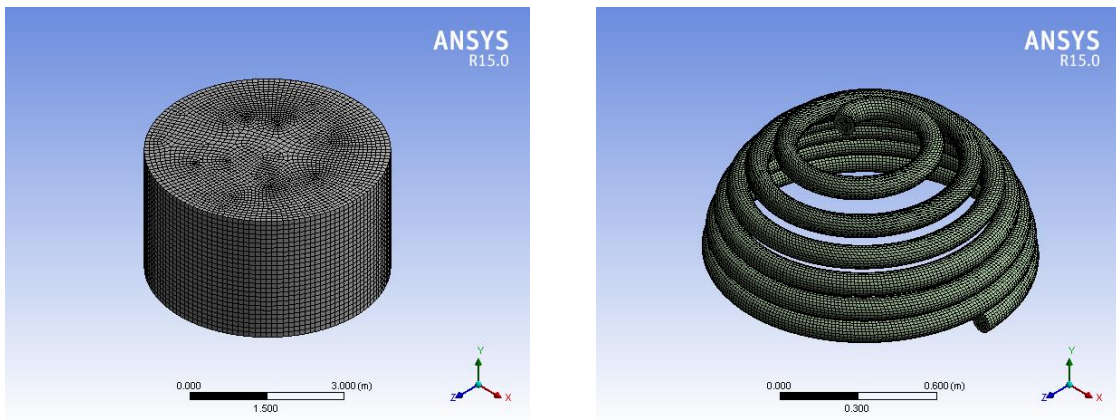 ANSYS
R15.0
Y
Z
X
0.000
3.000 (m)
1.500
ANSYS
R15.0
Y
Z
X
0.000
0.600 (m)
0.300